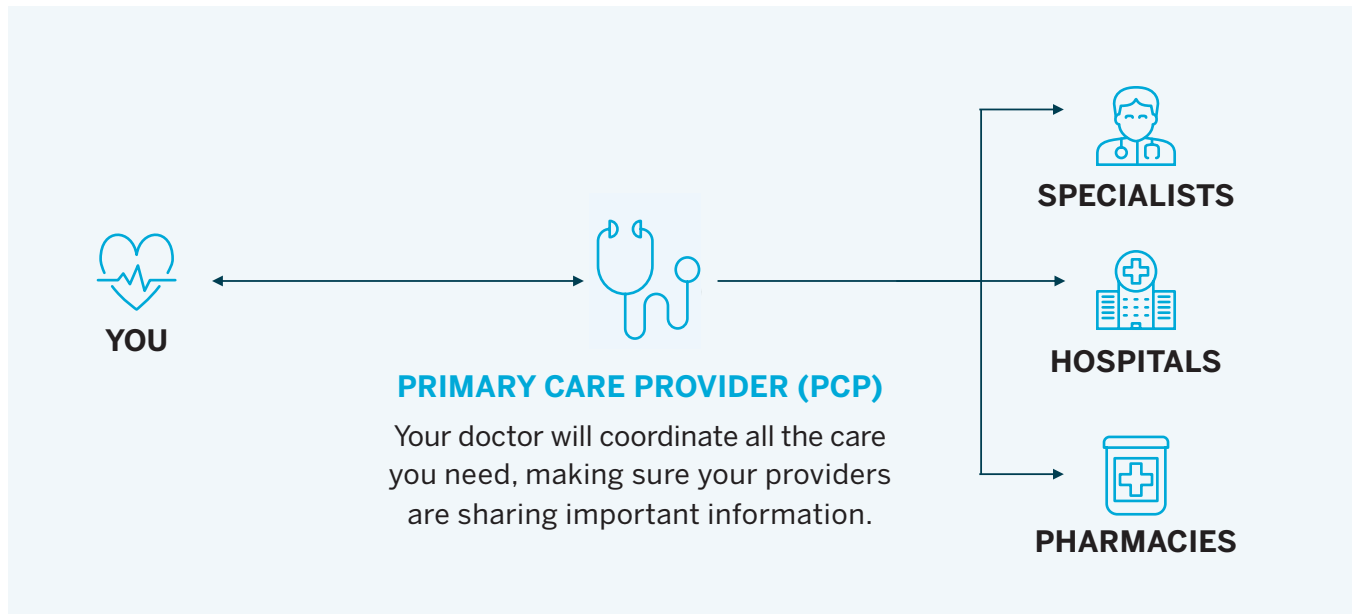 YOU
PRIMARY CARE PROVIDER (PCP)
Your doctor will coordinate all the care
you need, making sure your providers
are sharing important information.
SPECIALISTS
HOSPITALS
PHARMACIES